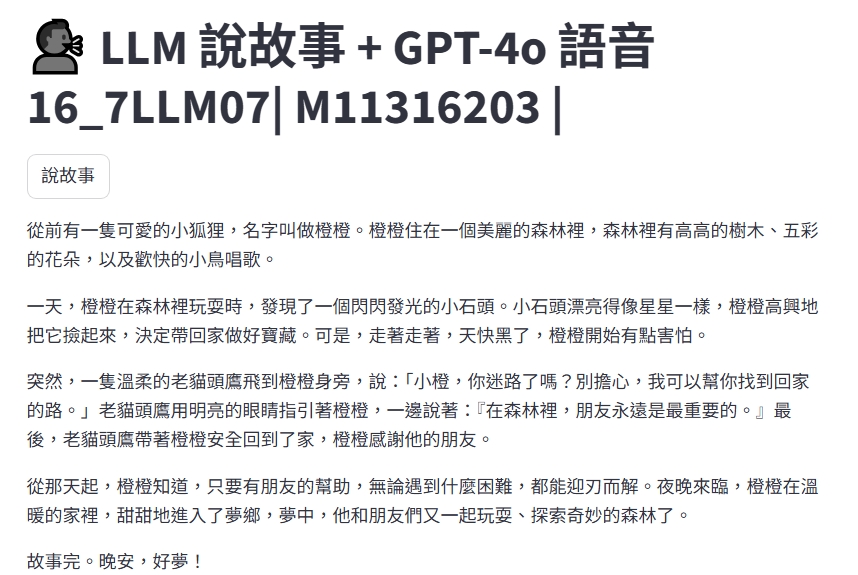 LLM 說故事 + GPT-4o 語音
16_7LLM07| M11316203 |
說故事
從前有一隻可愛的小狐狸，名字叫做橙橙。橙橙住在一個美麗的森林裡，森林裡有高高的樹木、五彩
的花朵，以及歡快的小鳥唱歌。
一天，橙橙在森林裡玩耍時，發現了一個閃閃發光的小石頭。小石頭漂亮得像星星一樣，橙橙高興地
把它撿起來，決定帶回家做好寶藏。可是，走著走著，天快黑了，橙橙開始有點害怕。
突然，一隻溫柔的老貓頭鷹飛到橙橙身旁，說：「小橙，你迷路了嗎？別擔心，我可以幫你找到回家
的路。」老貓頭鷹用明亮的眼睛指引著橙橙，一邊說著：『在森林裡，朋友永遠是最重要的。』最
後，老貓頭鷹帶著橙橙安全回到了家，橙橙感謝他的朋友。
從那天起，橙橙知道，只要有朋友的幫助，無論遇到什麼困難，都能迎刃而解。夜晚來臨，橙橙在溫
暖的家裡，甜甜地進入了夢鄉，夢中，他和朋友們又一起玩耍、探索奇妙的森林了。
故事完。晚安，好夢！